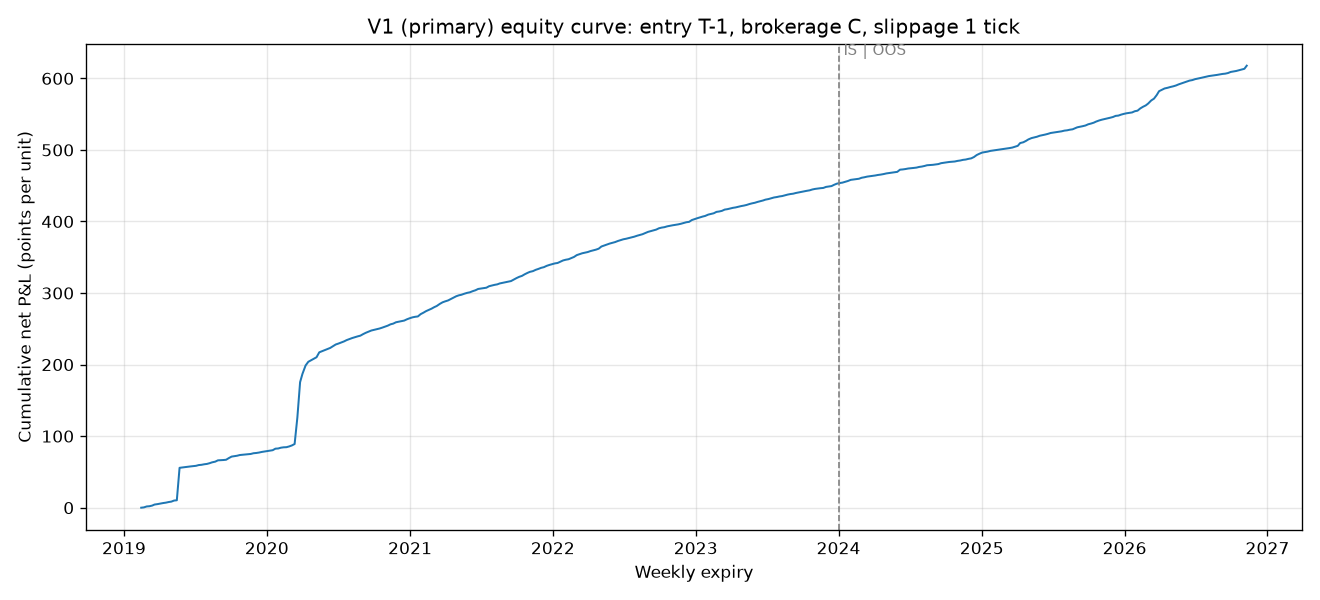 V1 (primary) equity curve: entry T-1, brokerage C, slippage 1 tick
IS | OOS
600
500
400
300
200
100
0
Cumulative net P&L (points per unit)
2019 2020 2021 2022 2023 2024 2025 2026 2027
Weekly expiry